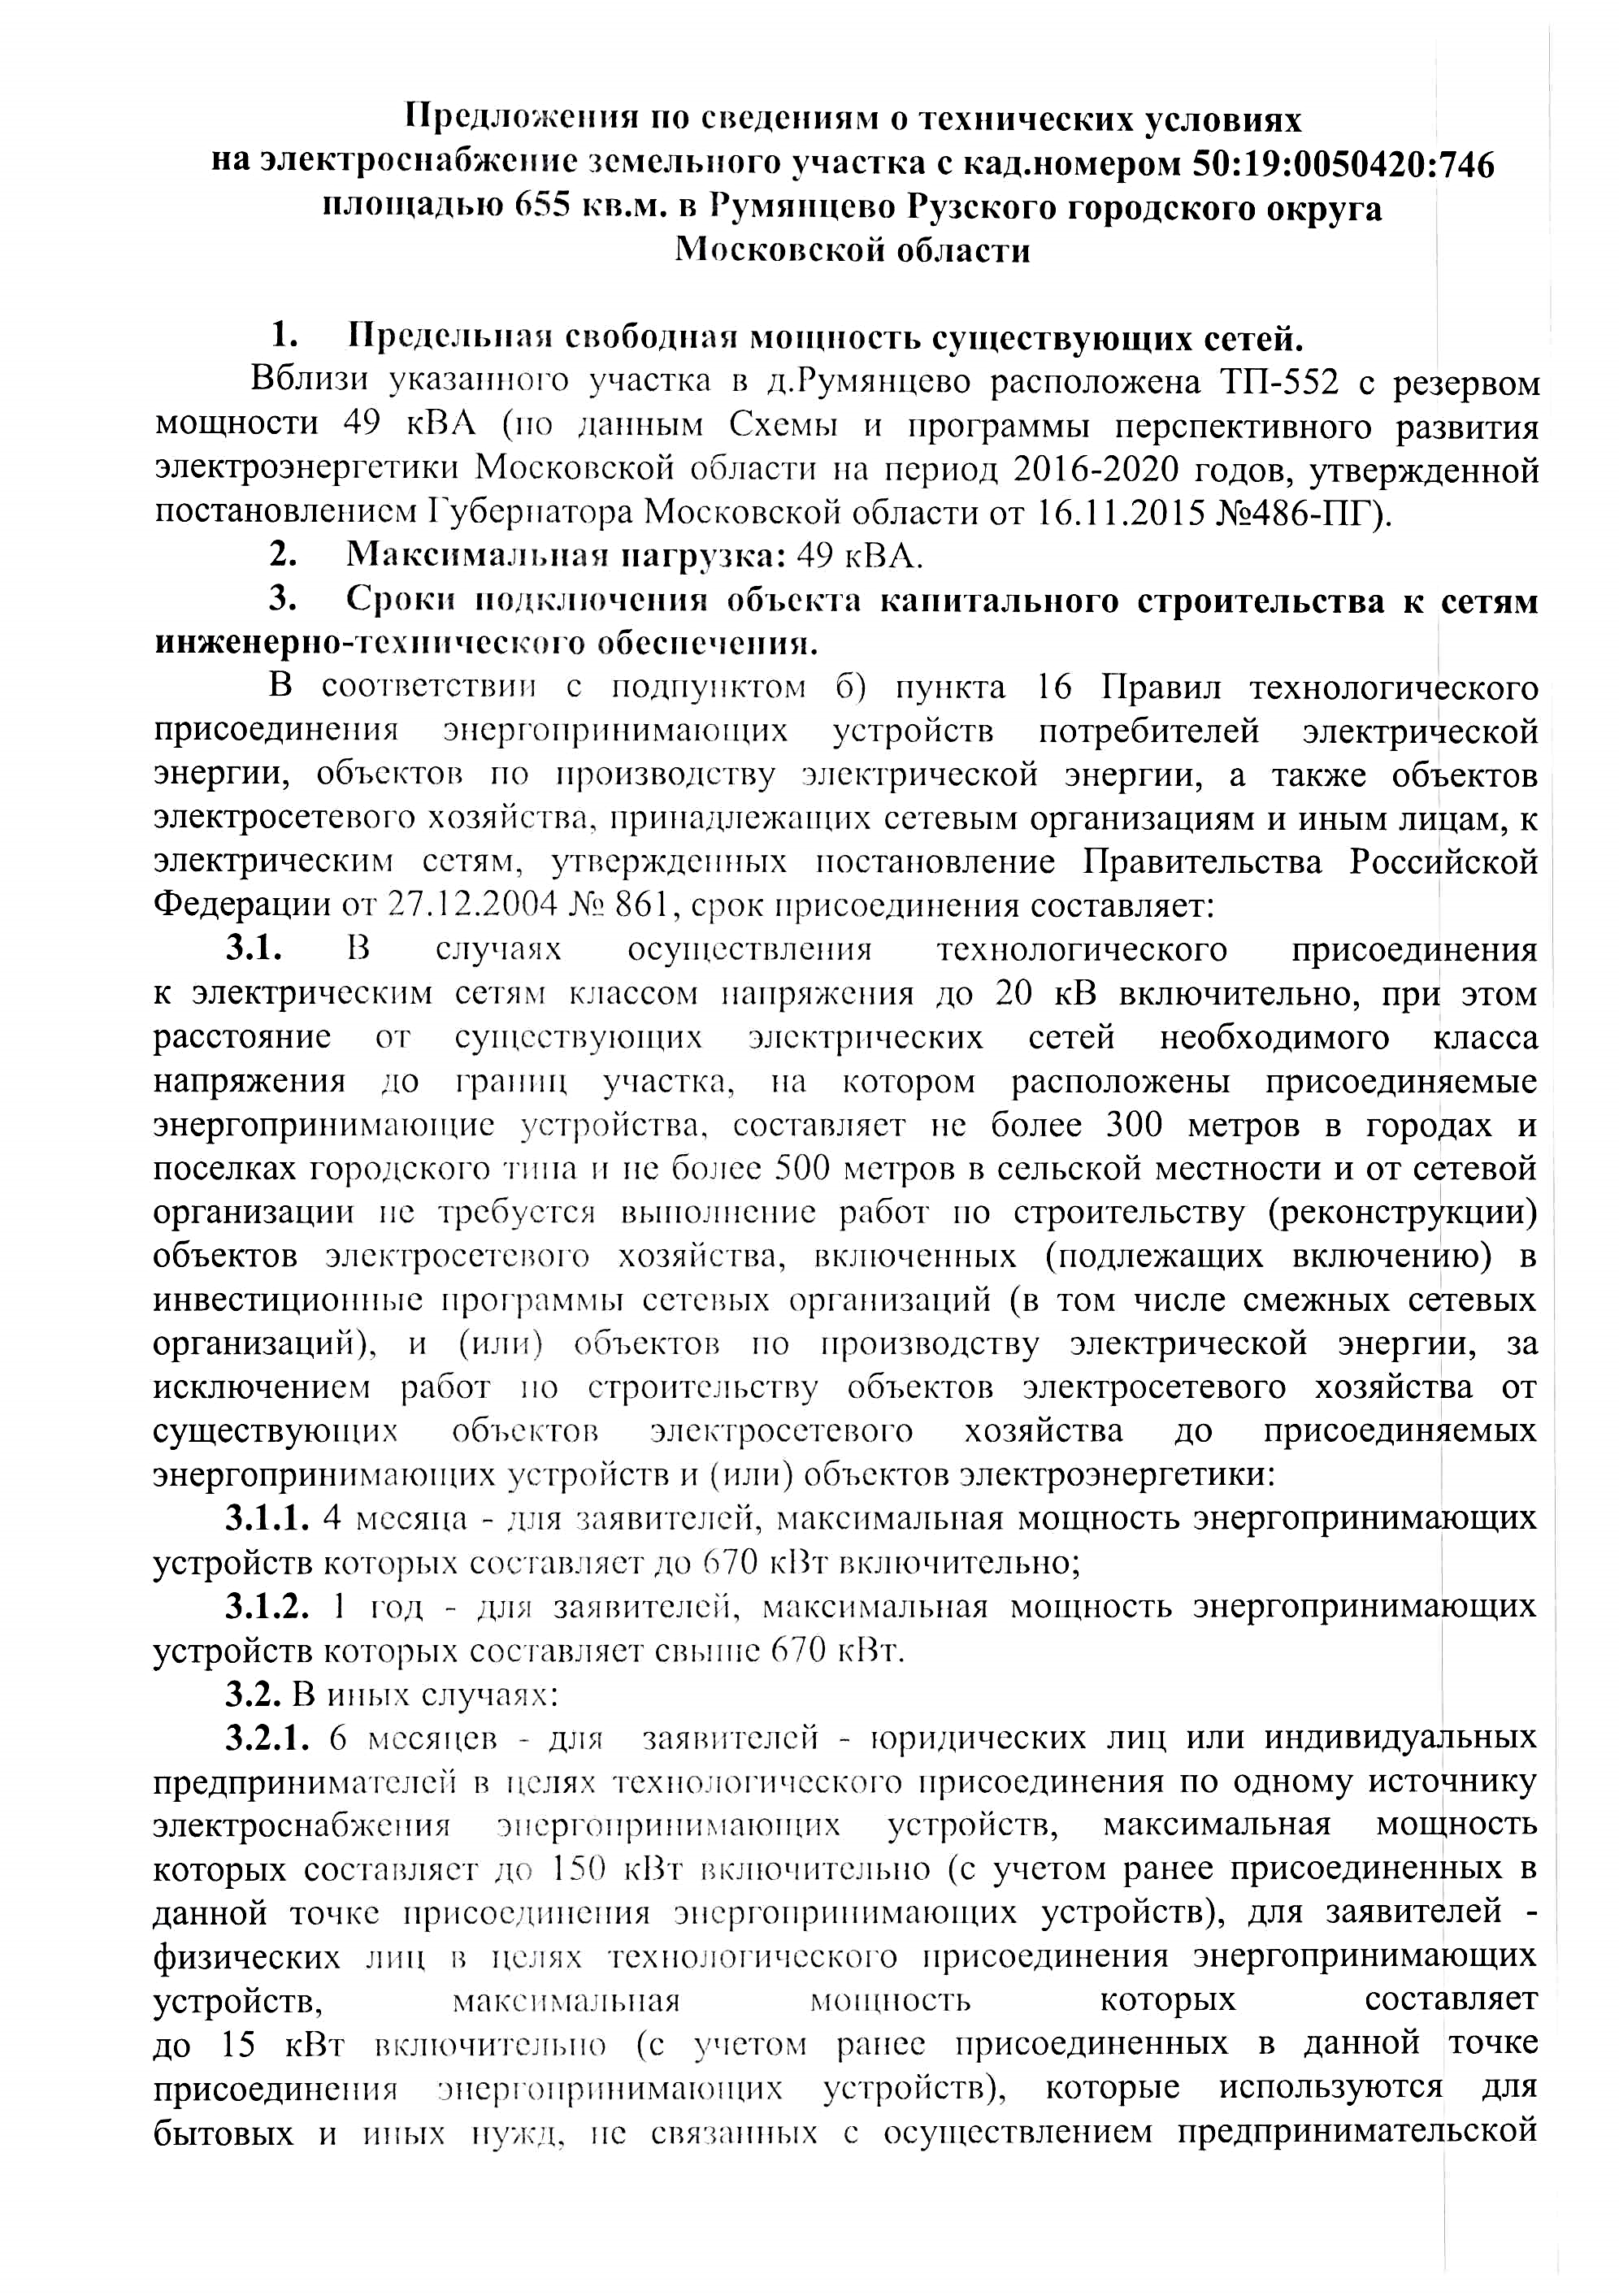 Предложения по сведениям о технических условиях
на электроснабжение земельного участка с кад.номером 50:19:0050420:746
площадью 655 кв.м. в Румянцево Рузского городского округа
Московской области
1. Предельная свободная мощность существующих сетей.
Вблизи указанного участка в д.Румянцево расположена ТП-552 с резервом
мощности 49 кВА (по данным Схемы и программы перспективного развития
электроэнергетики Московской области на период 2016-2020 годов, утвержденной
постановлением Губернатора Московской области от 16.11.2015 №486-ПГ).
2. Максимальная нагрузка: 49 кВА.
3. Сроки подключения объекта капитального строительства к сетям
инженерно-технического обеспечения.
В соответствии с подпунктом б) пункта 16 Правил технологического
присоединения энергопринимающих устройств потребителей электрической
энергии, объектов по производству электрической энергии, а также объектов
электросетевого хозяйства, принадлежащих сетевым организациям и иным лицам, к
электрическим сетям, утвержденных постановление Правительства Российской
Федерации от 27.12.2004 № 861, срок присоединения составляет:
3.1. В случаях осуществления технологического присоединения
к электрическим сетям классом напряжения до 20 кВ включительно, при этом
расстояние от существующих электрических сетей необходимого класса
напряжения до границ участка, на котором расположены присоединяемые
энергопринимающие устройства, составляет не более 300 метров в городах и
поселках городского типа и не более 500 метров в сельской местности и от сетевой
организации не требуется выполнение работ по строительству (реконструкции)
объектов электросетевого хозяйства, включенных (подлежащих включению) в
инвестиционные программы сетевых организаций (в том числе смежных сетевых
организаций), и (или) объектов по производству электрической энергии, за
исключением работ по строительству объектов электросетевого хозяйства от
существующих объектов электросетевого хозяйства до присоединяемых
энергопринимающих устройств и (или) объектов электроэнергетики:
3.1.1. 4 месяца - для заявителей, максимальная мощность энергопринимающих
устройств которых составляет до 670 кВт включительно;
3.1.2. 1 год - для заявителей, максимальная мощность энергопринимающих
устройств которых составляет свыше 670 кВт.
3.2. В иных случаях:
3.2.1. 6 месяцев - для заявителей - юридических лиц или индивидуальных
предпринимателей в целях технологического присоединения по одному источнику
электроснабжения энергопринимающих устройств, максимальная мощность
которых составляет до 150 кВт включительно (с учетом ранее присоединенных в
данной точке присоединения энергопринимающих устройств), для заявителей -
физических лиц в целях технологического присоединения энергопринимающих
устройств, максимальная мощность которых составляет
до 15 кВт включительно (с учетом ранее присоединенных в данной точке
присоединения энергопринимающих устройств), которые используются для
бытовых и иных нужд, не связанных с осуществлением предпринимательской